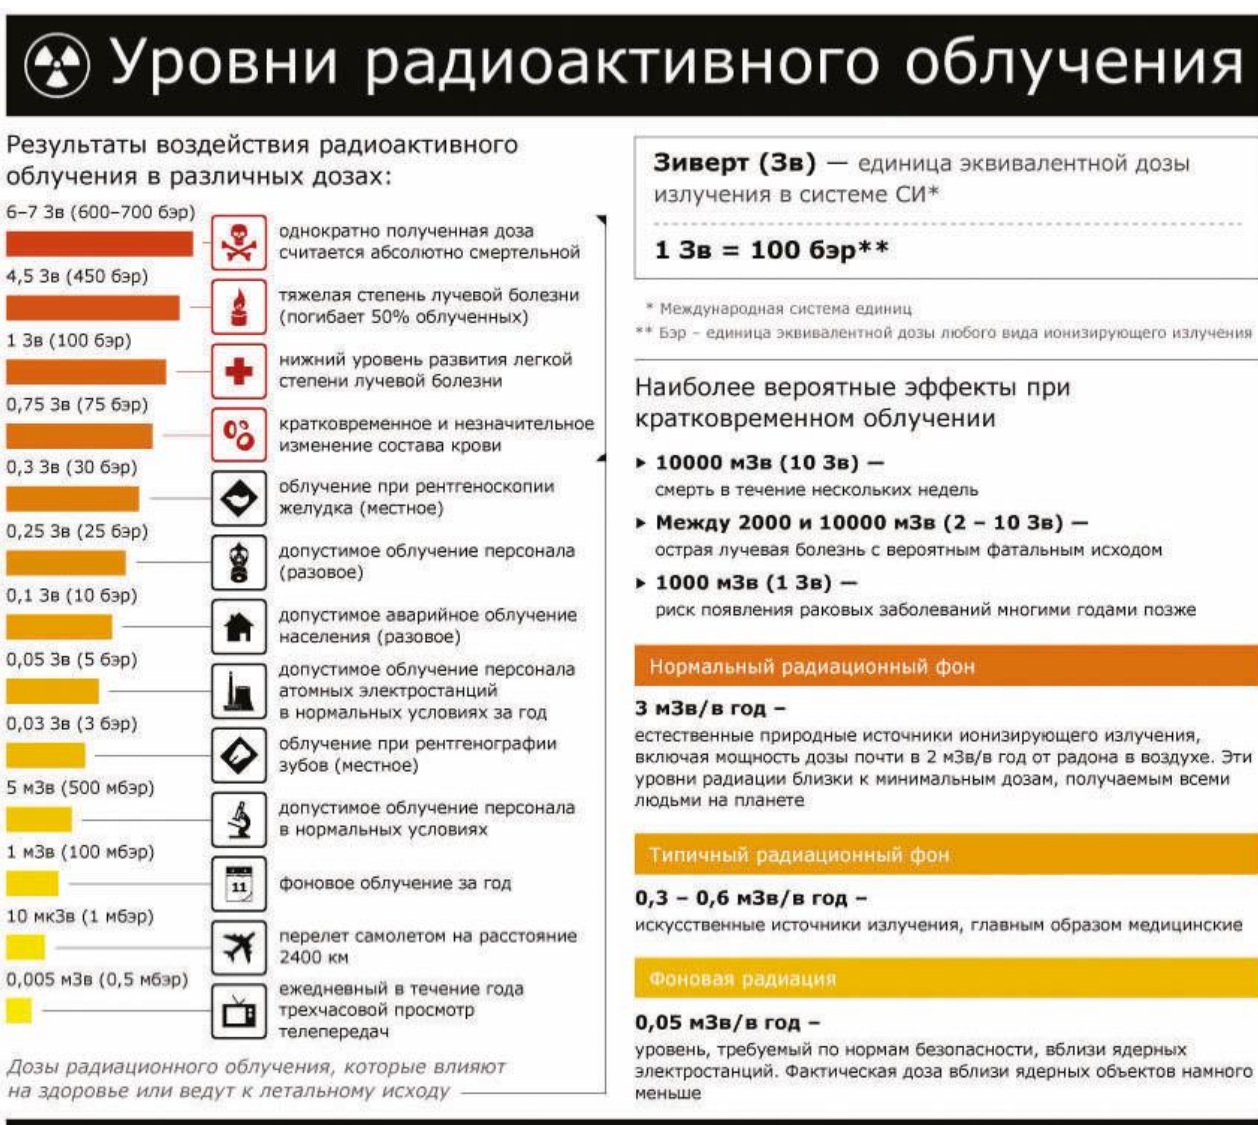 Уровни радиоактивного облучения
Результаты воздействия радиоактивного
облучения в различных дозах:
6–7 Зв (600–700 бэр)
однократно полученная доза
считается абсолютно смертельной
4,5 Зв (450 бэр)
тяжелая степень лучевой болезни
(погибает 50% облученных)
1 Зв (100 бэр)
нижний уровень развития легкой
степени лучевой болезни
0,75 Зв (75 бэр)
кратковременное и незначительное
изменение состава крови
0,3 Зв (30 бэр)
облучение при рентгеноскопии
желудка (местное)
0,25 Зв (25 бэр)
допустимое облучение персонала
(разовое)
0,1 Зв (10 бэр)
допустимое аварийное облучение
населения (разовое)
0,05 Зв (5 бэр)
допустимое облучение персонала
атомных электростанций
в нормальных условиях за год
0,03 Зв (3 бэр)
облучение при рентгенографии
зубов (местное)
5 мЗв (500 мбэр)
допустимое облучение персонала
в нормальных условиях
1 мЗв (100 мбэр)
11
фоновое облучение за год
10 мкЗв (1 мбэр)
перелет самолетом на расстояние
2400 км
0,005 мЗв (0,5 мбэр)
ежедневный в течение года
трехчасовой просмотр
телепередач
Дозы радиационного облучения, которые влияют
на здоровье или ведут к летальному исходу
Зиверт (Зв) — единица эквивалентной дозы
излучения в системе СИ*
1 Зв = 100 бэр**
* Международная система единиц
** Бэр – единица эквивалентной дозы любого вида ионизирующего излучения
Наиболее вероятные эффекты при
кратковременном облучении
▸ 10000 мЗв (10 Зв) —
смерть в течение нескольких недель
▸ Между 2000 и 10000 мЗв (2 – 10 Зв) —
острая лучевая болезнь с вероятным фатальным исходом
▸ 1000 мЗв (1 Зв) —
риск появления раковых заболеваний многими годами позже
Нормальный радиационный фон
3 мЗв/в год –
естественные природные источники ионизирующего излучения,
включая мощность дозы почти в 2 мЗв/в год от радона в воздухе. Эти
уровни радиации близки к минимальным дозам, получаемым всеми
людьми на планете
Типичный радиационный фон
0,3 – 0,6 мЗв/в год –
искусственные источники излучения, главным образом медицинские
Фоновая радиация
0,05 мЗв/в год –
уровень, требуемый по нормам безопасности, вблизи ядерных
электростанций. Фактическая доза вблизи ядерных объектов намного
меньше